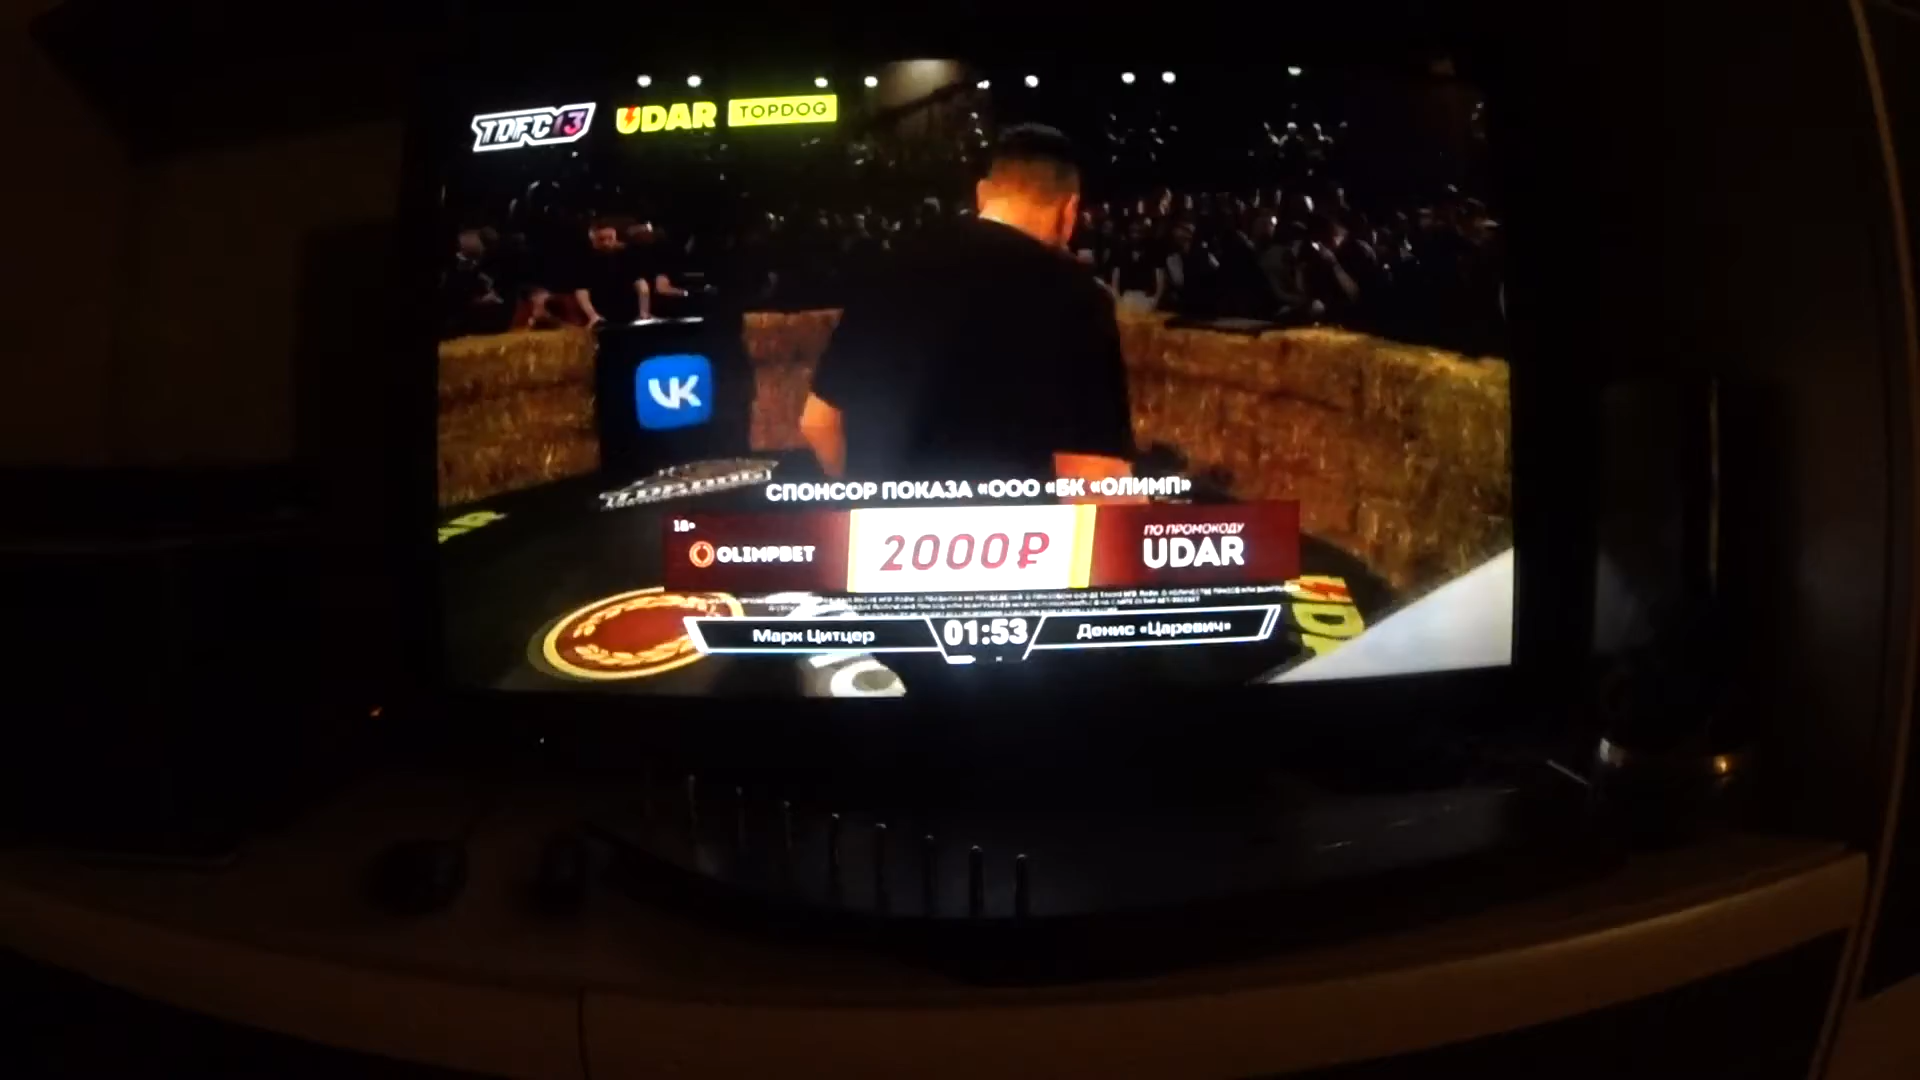 TDFC13
UDAR TOPDOG
VK
СПОНСОР ПОКАЗА «ООО «БК «ОЛИМП»
18+
OLIMPBET
2000₽
ПО ПРОМОКОДУ
UDAR
Марк Цитцер
01:53
Денис «Царевич»